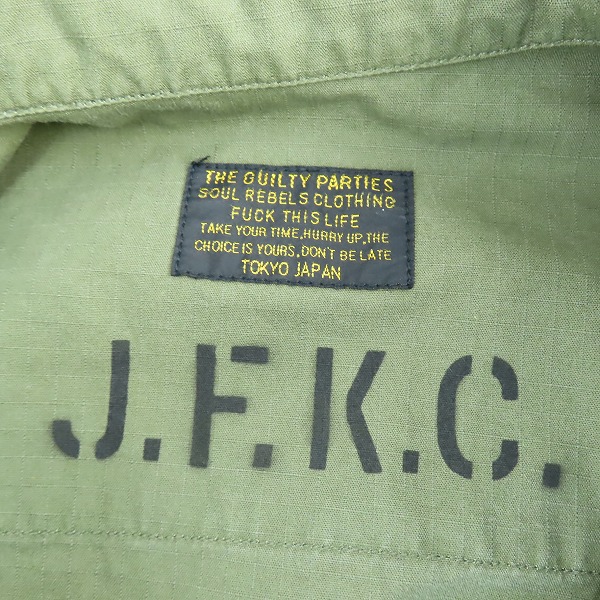 THE GUILTY PARTIES
SOUL REBELS CLOTHING
FUCK THIS LIFE
TAKE YOUR TIME,HURRY UP,THE
CHOICE IS YOURS,DON'T BE LATE
TOKYO JAPAN
J.F.K.C.